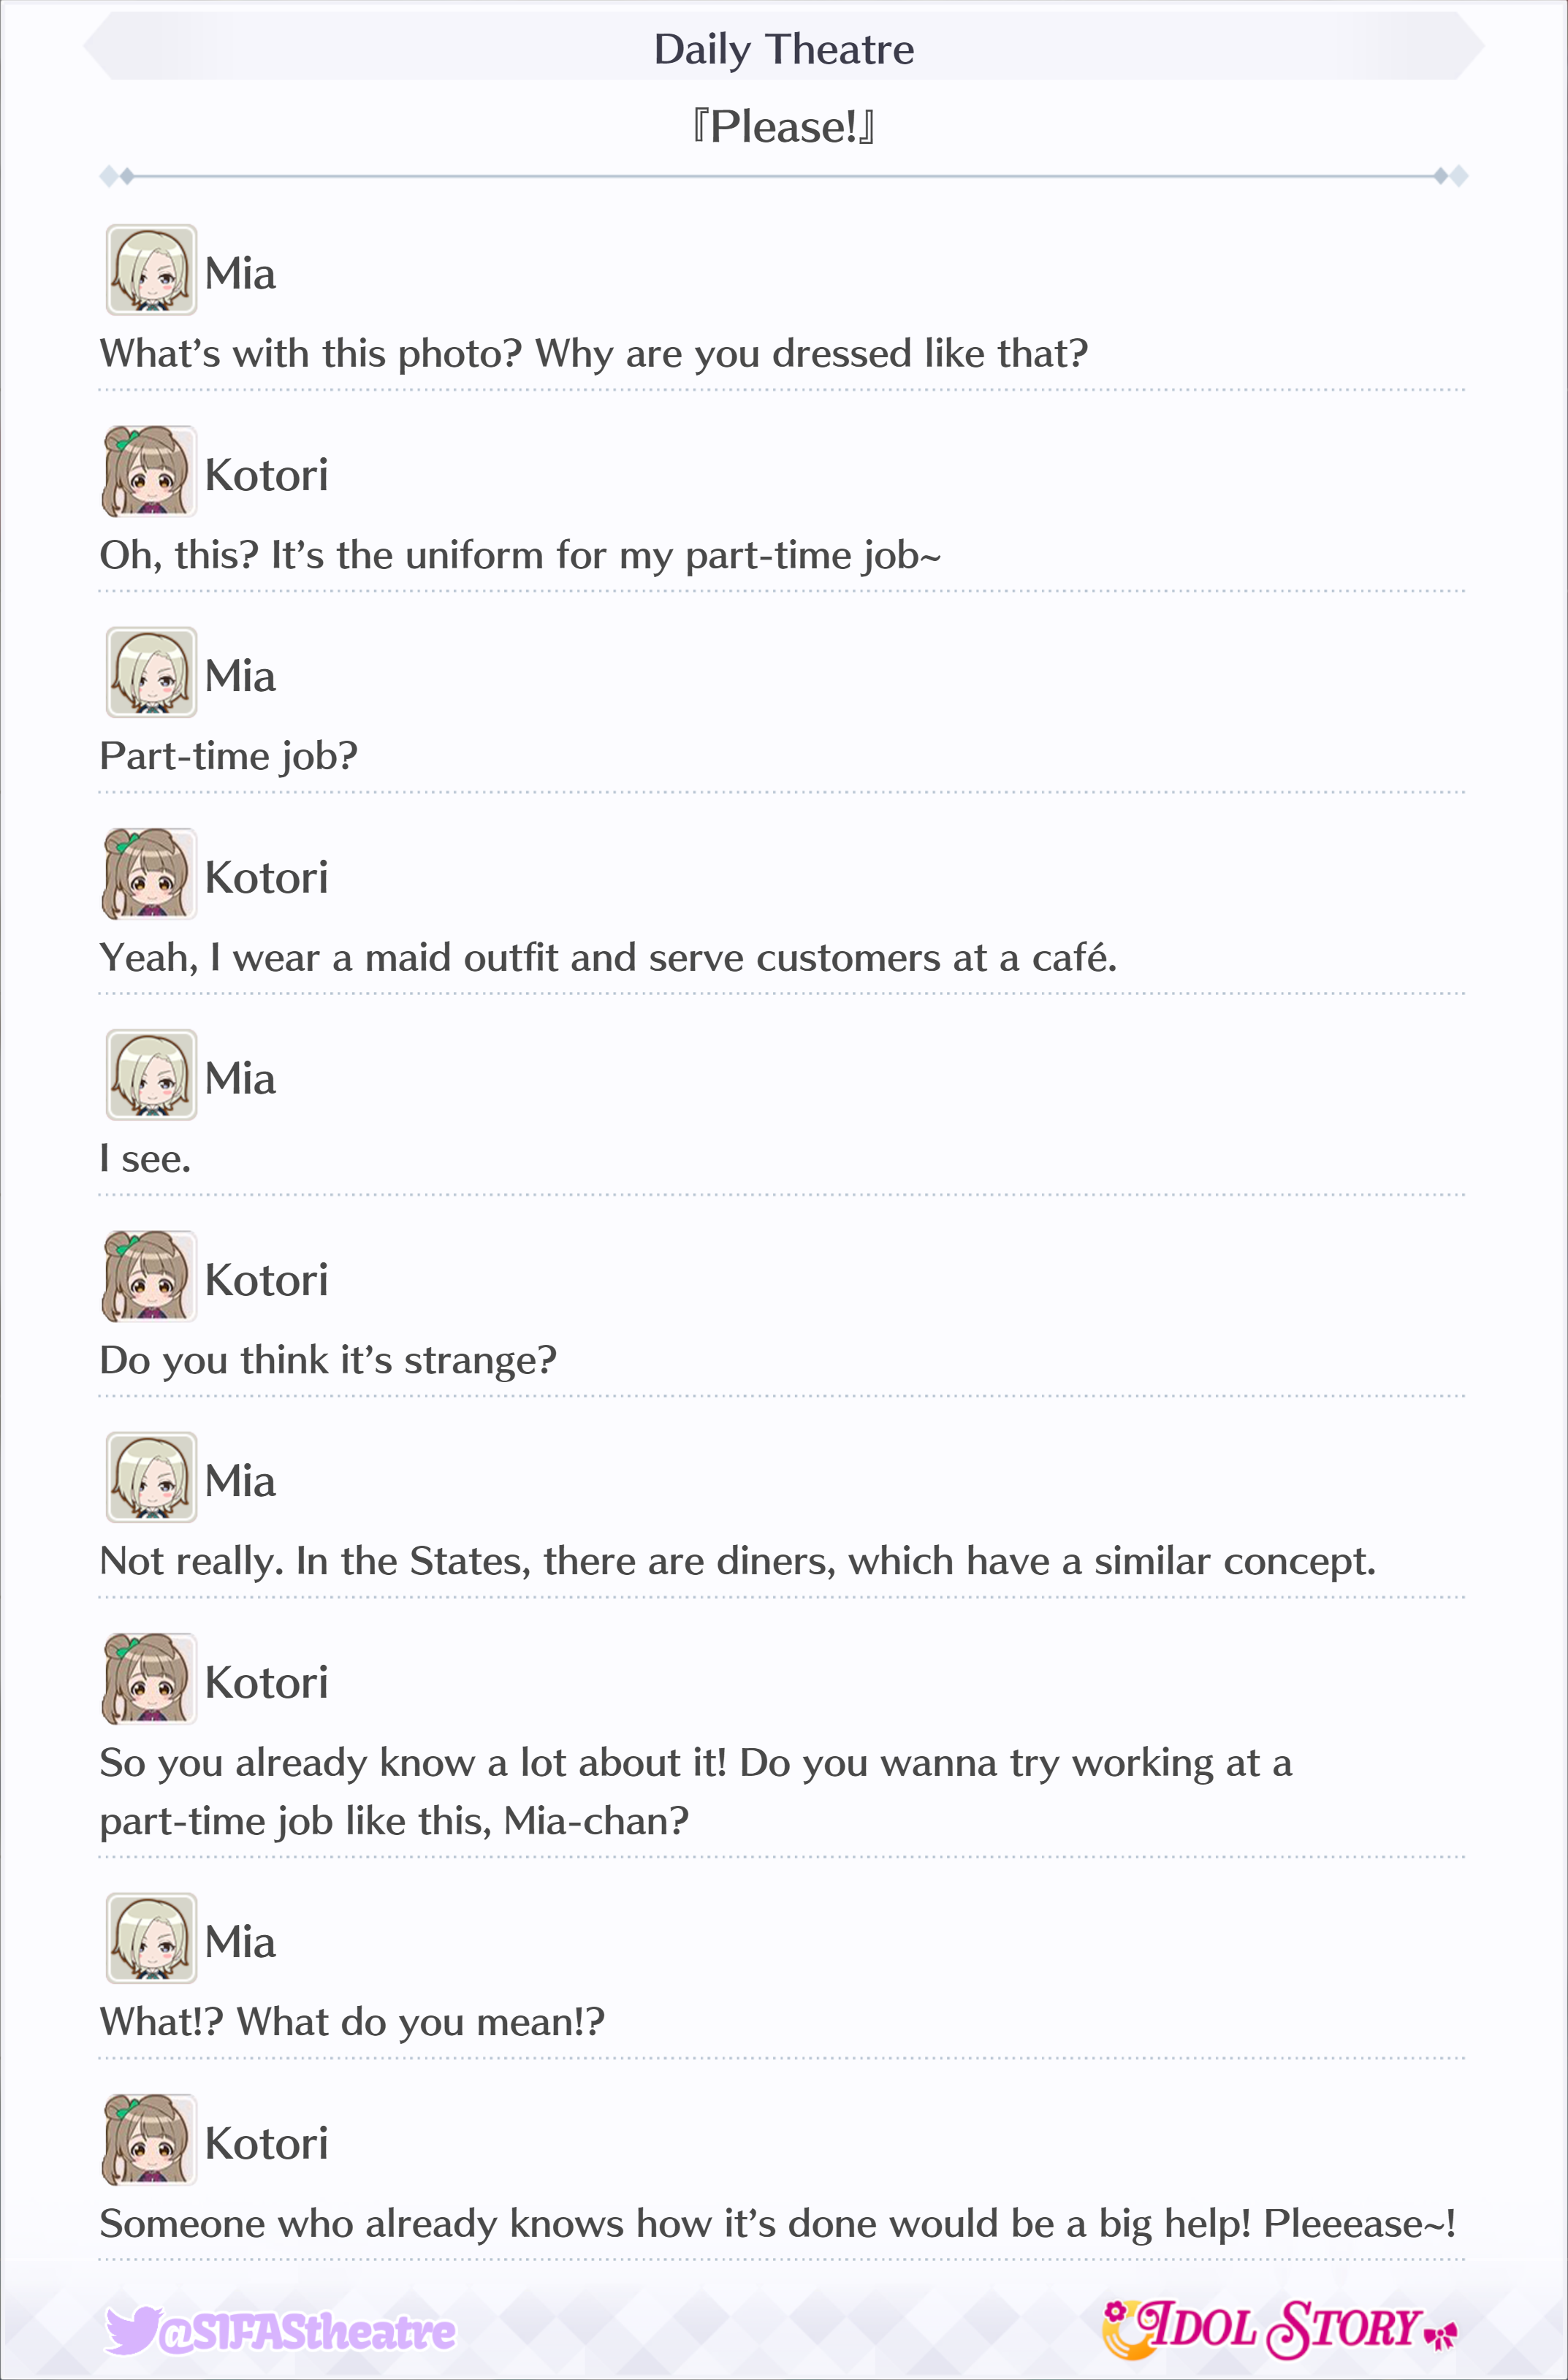 Daily Theatre
『Please!』
Mia
What’s with this photo? Why are you dressed like that?
Kotori
Oh, this? It’s the uniform for my part-time job~
Mia
Part-time job?
Kotori
Yeah, I wear a maid outfit and serve customers at a café.
Mia
I see.
Kotori
Do you think it’s strange?
Mia
Not really. In the States, there are diners, which have a similar concept.
Kotori
So you already know a lot about it! Do you wanna try working at a
part-time job like this, Mia-chan?
Mia
What!? What do you mean!?
Kotori
Someone who already knows how it’s done would be a big help! Pleeease~!
@SIFAStheatre
IDOL STORY